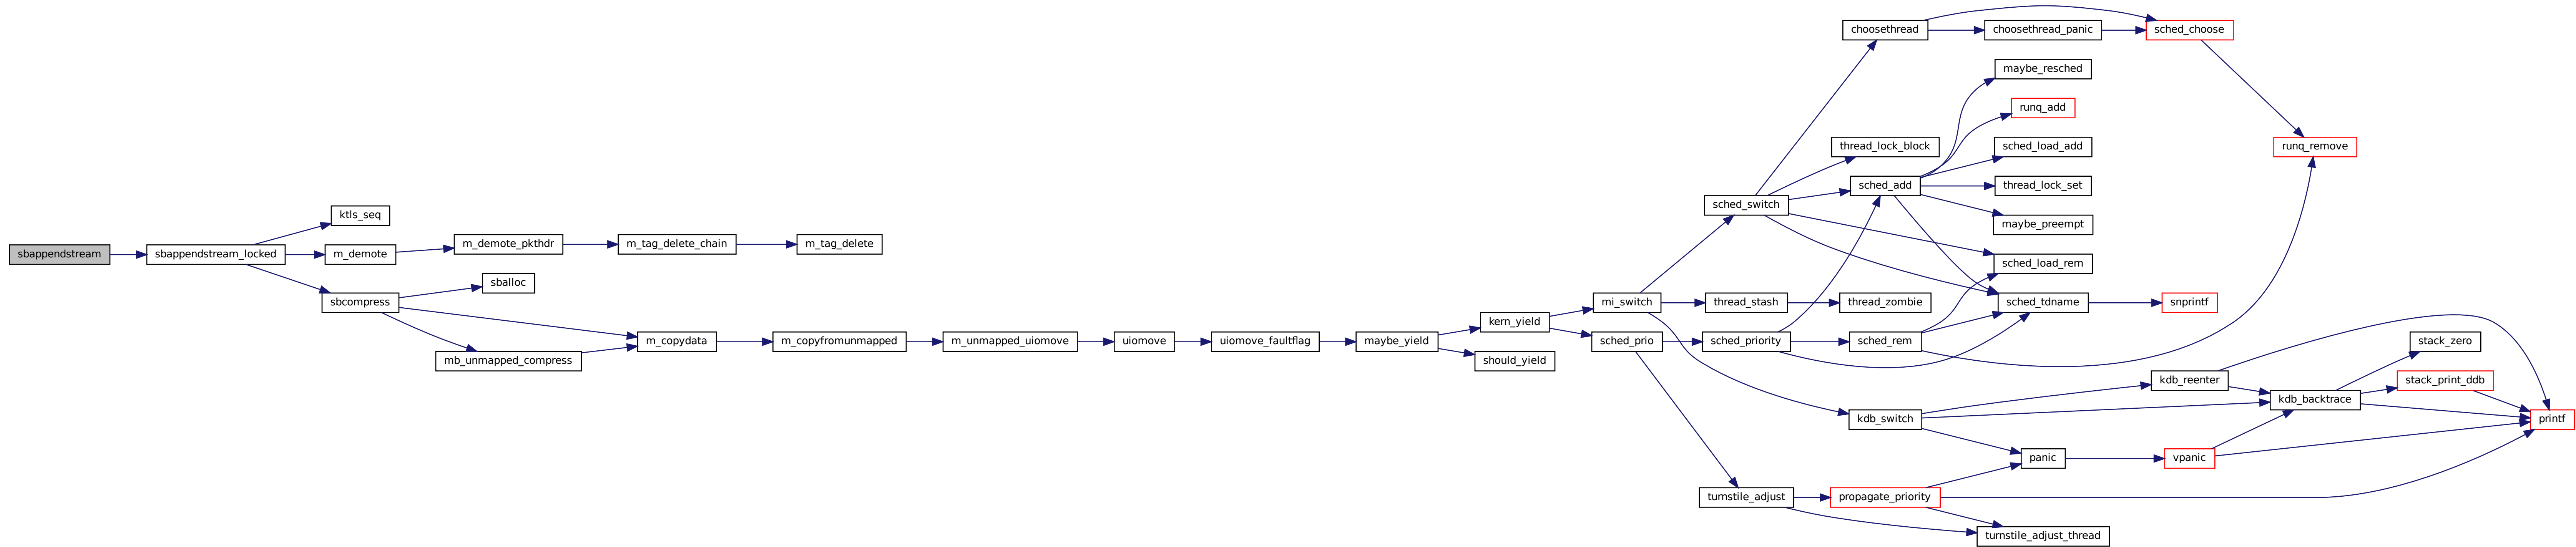 sbappendstream
sbappendstream_locked
ktls_seq
m_demote
sbcompress
m_demote_pkthdr
sballoc
mb_unmapped_compress
m_tag_delete_chain
m_copydata
m_tag_delete
m_copyfromunmapped
m_unmapped_uiomove
uiomove
uiomove_faultflag
maybe_yield
kern_yield
should_yield
mi_switch
sched_prio
sched_switch
thread_stash
sched_priority
turnstile_adjust
choosethread
thread_lock_block
sched_add
thread_zombie
sched_rem
kdb_switch
propagate_priority
choosethread_panic
maybe_resched
runq_add
sched_load_add
thread_lock_set
maybe_preempt
sched_load_rem
sched_tdname
panic
turnstile_adjust_thread
sched_choose
snprintf
kdb_reenter
vpanic
runq_remove
kdb_backtrace
stack_zero
stack_print_ddb
printf